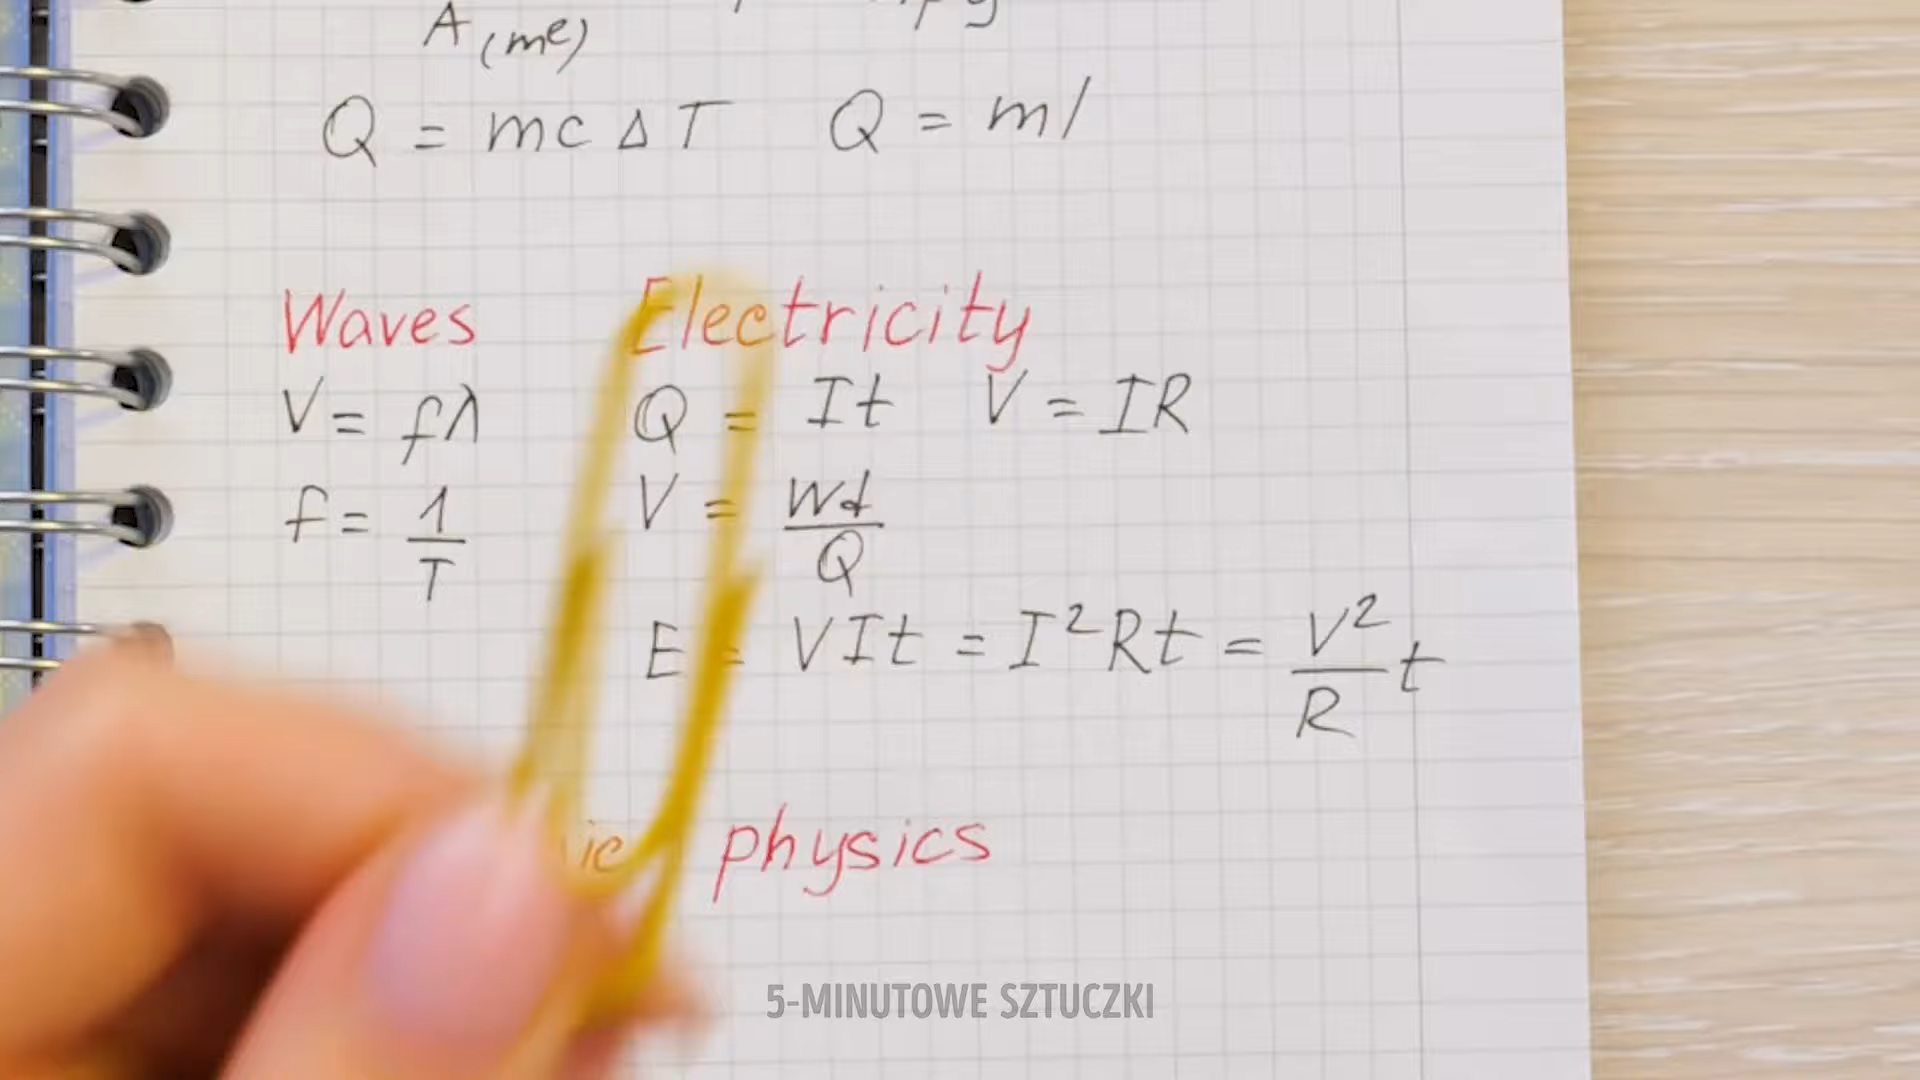 A (me)
Q = mcΔT Q = ml
Waves Electricity
V = fλ Q = It V = IR
f = 1/T V = Wd/Q
E = VIt = I²Rt = V²/R t
physics
5-MINUTOWE SZTUCZKI